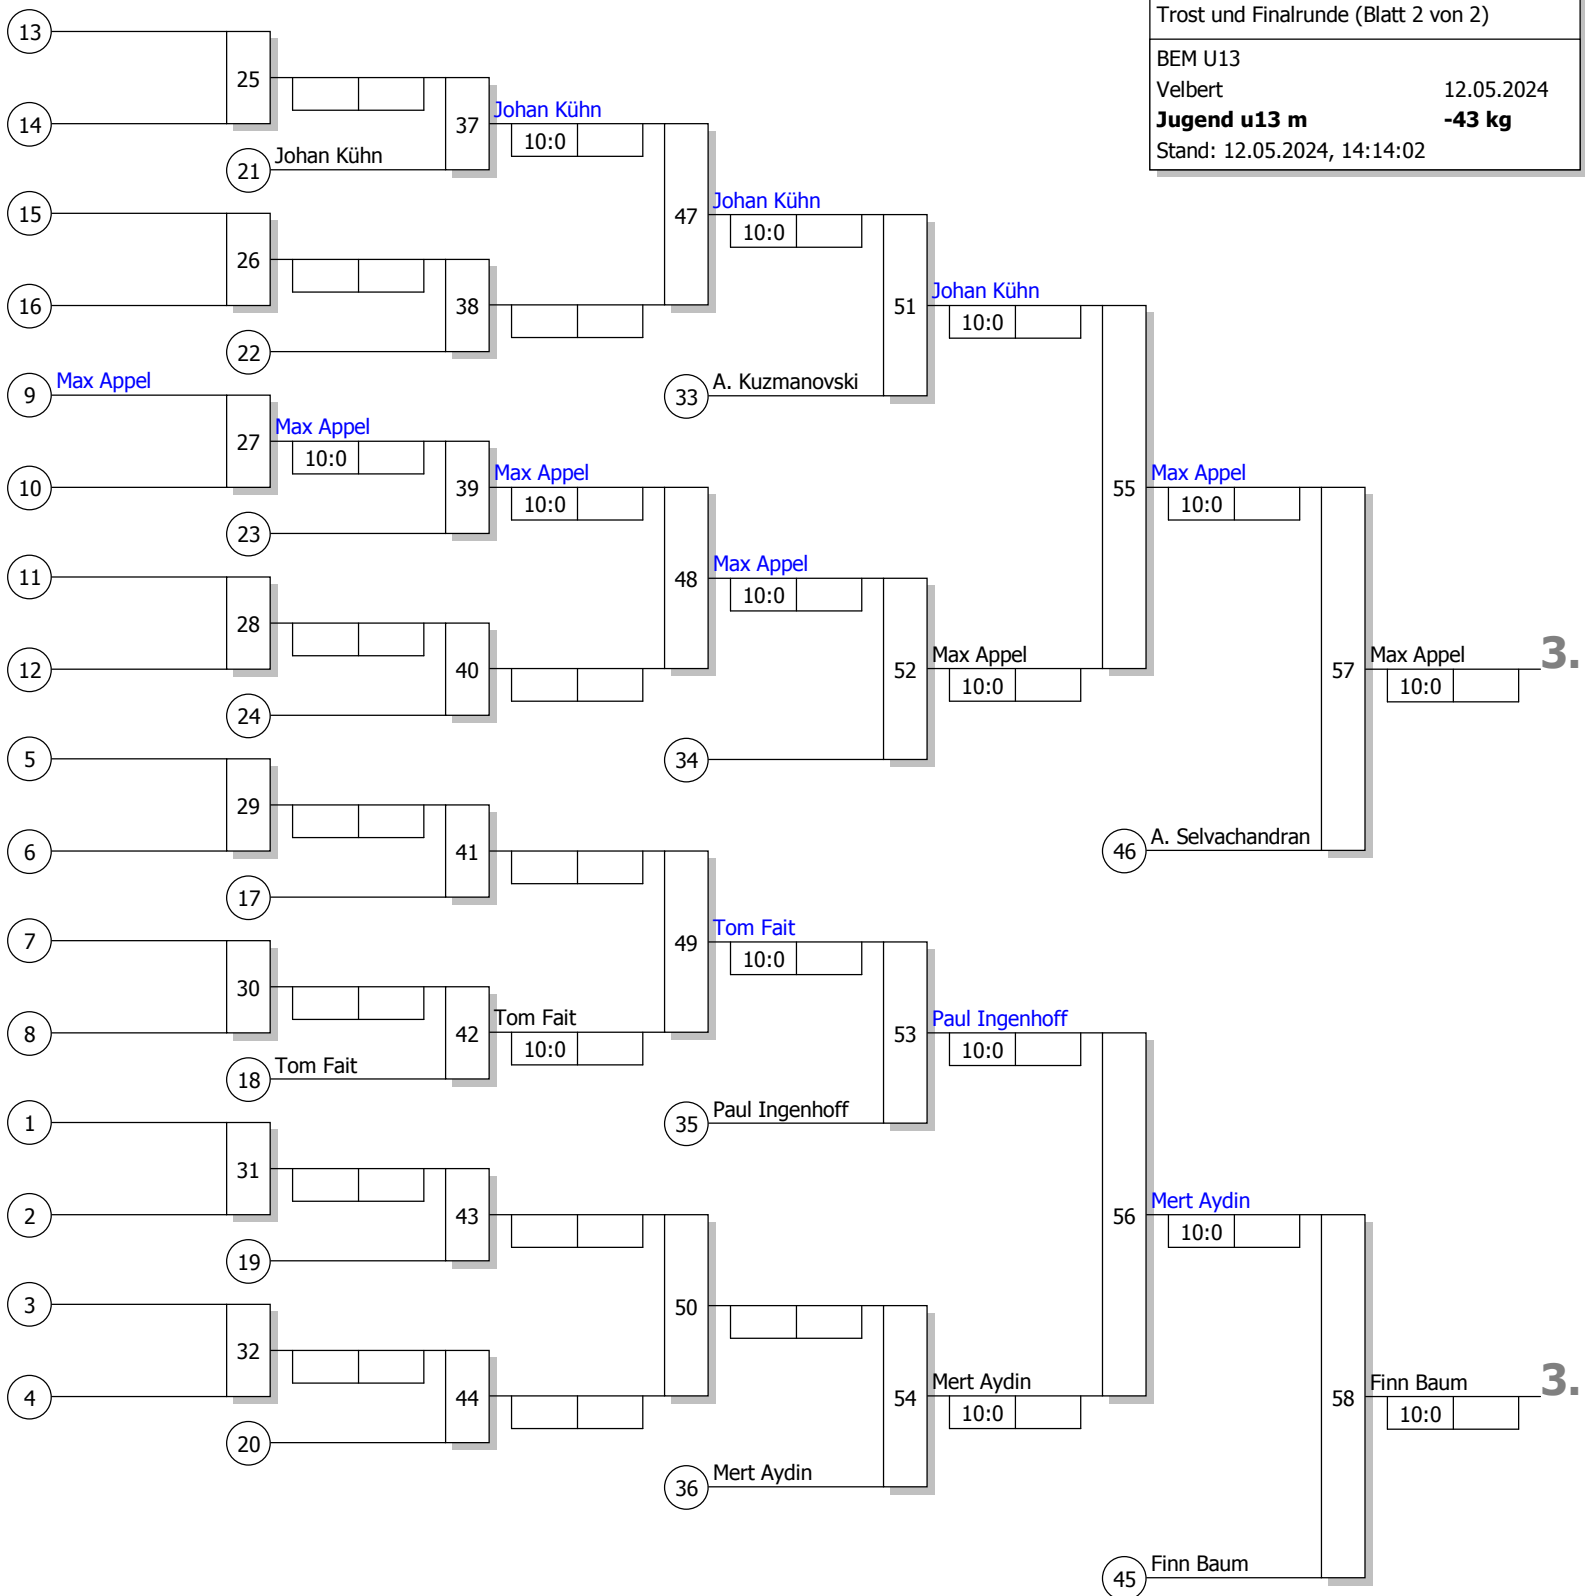 Trost und Finalrunde (Blatt 2 von 2)
BEM U13
Velbert 12.05.2024
Jugend u13 m -43 kg
Stand: 12.05.2024, 14:14:02
13
25
14
37
Johan Kühn
10:0
21
Johan Kühn
15
26
16
38
22
47
Johan Kühn
10:0
33
A. Kuzmanovski
51
Johan Kühn
10:0
9
Max Appel
27
10
Max Appel
10:0
39
23
Max Appel
10:0
11
28
12
40
24
48
Max Appel
10:0
34
52
Max Appel
10:0
55
Max Appel
10:0
57
Max Appel
10:0
3.
46
A. Selvachandran
5
29
6
41
17
7
30
8
42
18
Tom Fait
Tom Fait
10:0
49
Tom Fait
10:0
35
Paul Ingenhoff
53
Paul Ingenhoff
10:0
1
31
2
43
19
3
32
4
44
20
50
36
Mert Aydin
54
Mert Aydin
10:0
56
Mert Aydin
10:0
58
Finn Baum
10:0
3.
45
Finn Baum